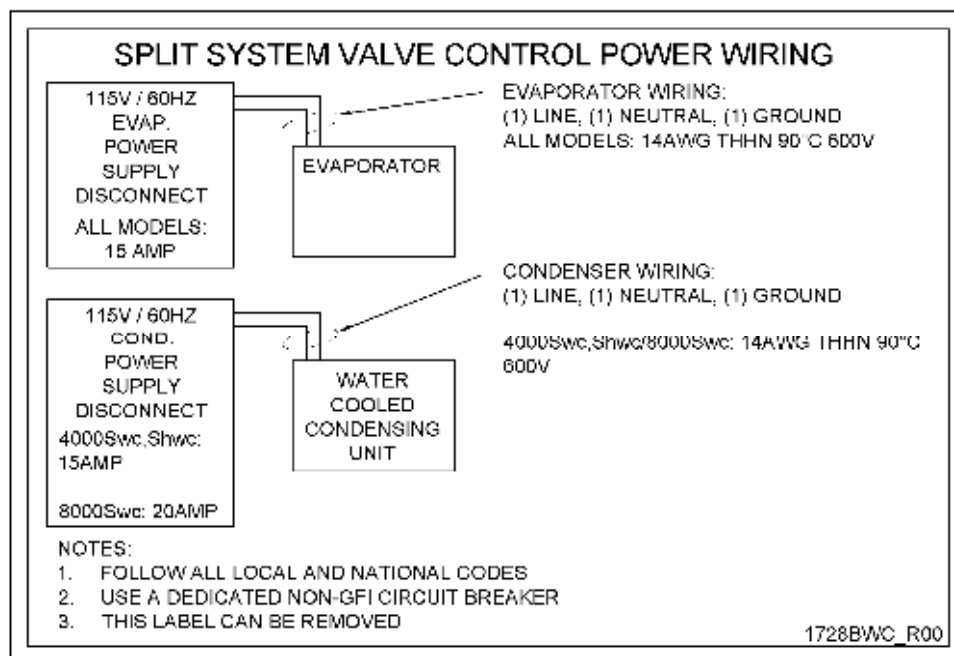 SPLIT SYSTEM VALVE CONTROL POWER WIRING
115V / 60HZ
EVAP.
POWER
SUPPLY
DISCONNECT
ALL MODELS:
15 AMP
EVAPORATOR
EVAPORATOR WIRING:
(1) LINE, (1) NEUTRAL, (1) GROUND
ALL MODELS: 14AWG THHN 90°C 600V
115V / 60HZ
COND.
POWER
SUPPLY
DISCONNECT
4000Swc,Shwc:
15AMP
8000Swc: 20AMP
WATER
COOLED
CONDENSING
UNIT
CONDENSER WIRING:
(1) LINE, (1) NEUTRAL, (1) GROUND
4000Swc,Shwc/8000Swc: 14AWG THHN 90°C
600V
NOTES:
1. FOLLOW ALL LOCAL AND NATIONAL CODES
2. USE A DEDICATED NON-GFI CIRCUIT BREAKER
3. THIS LABEL CAN BE REMOVED
1728BWC_R00